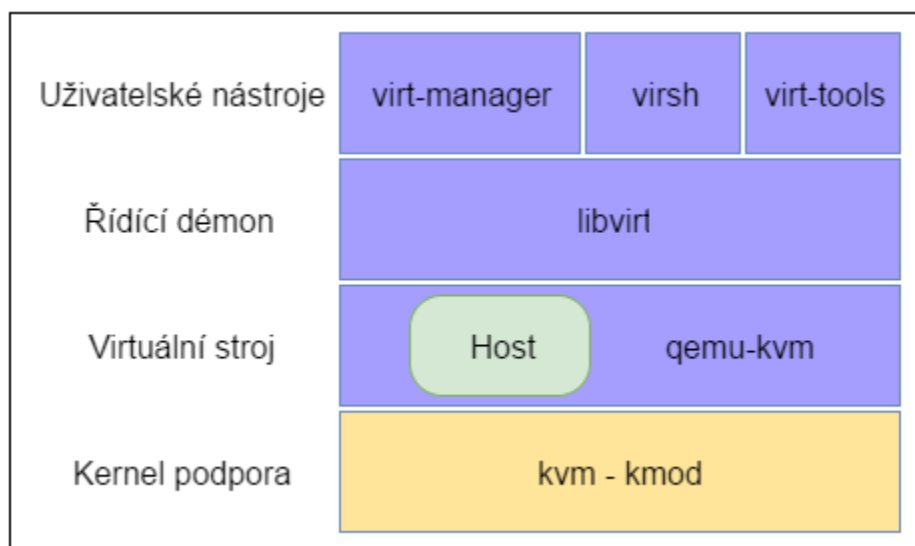 Uživatelské nástroje virt-manager virsh virt-tools
Řídící démon libvirt
Virtuální stroj Host qemu-kvm
Kernel podpora kvm - kmod